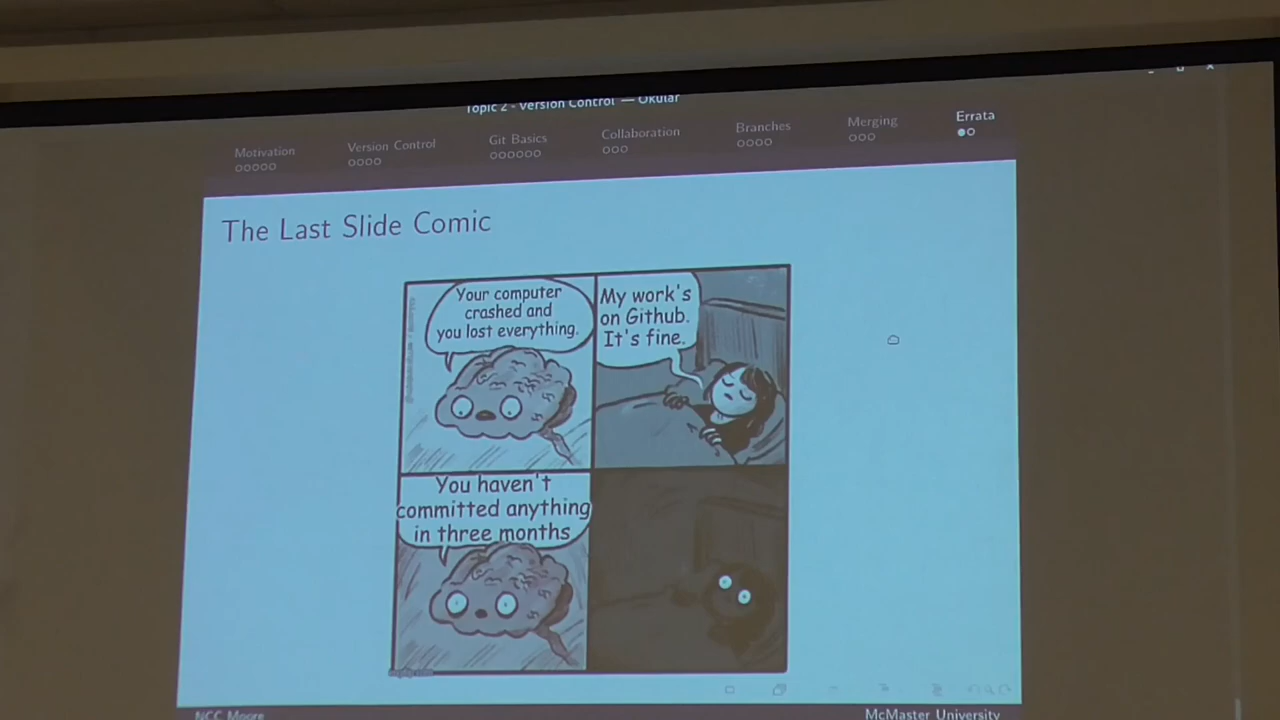 Topic 2 - Version Control — Okular
Motivation
Version Control
Git Basics
Collaboration
Branches
Merging
Errata
The Last Slide Comic
Your computer
crashed and
you lost everything.
My work's
on Github.
It's fine.
You haven't
committed anything
in three months
NCC Moore
McMaster University